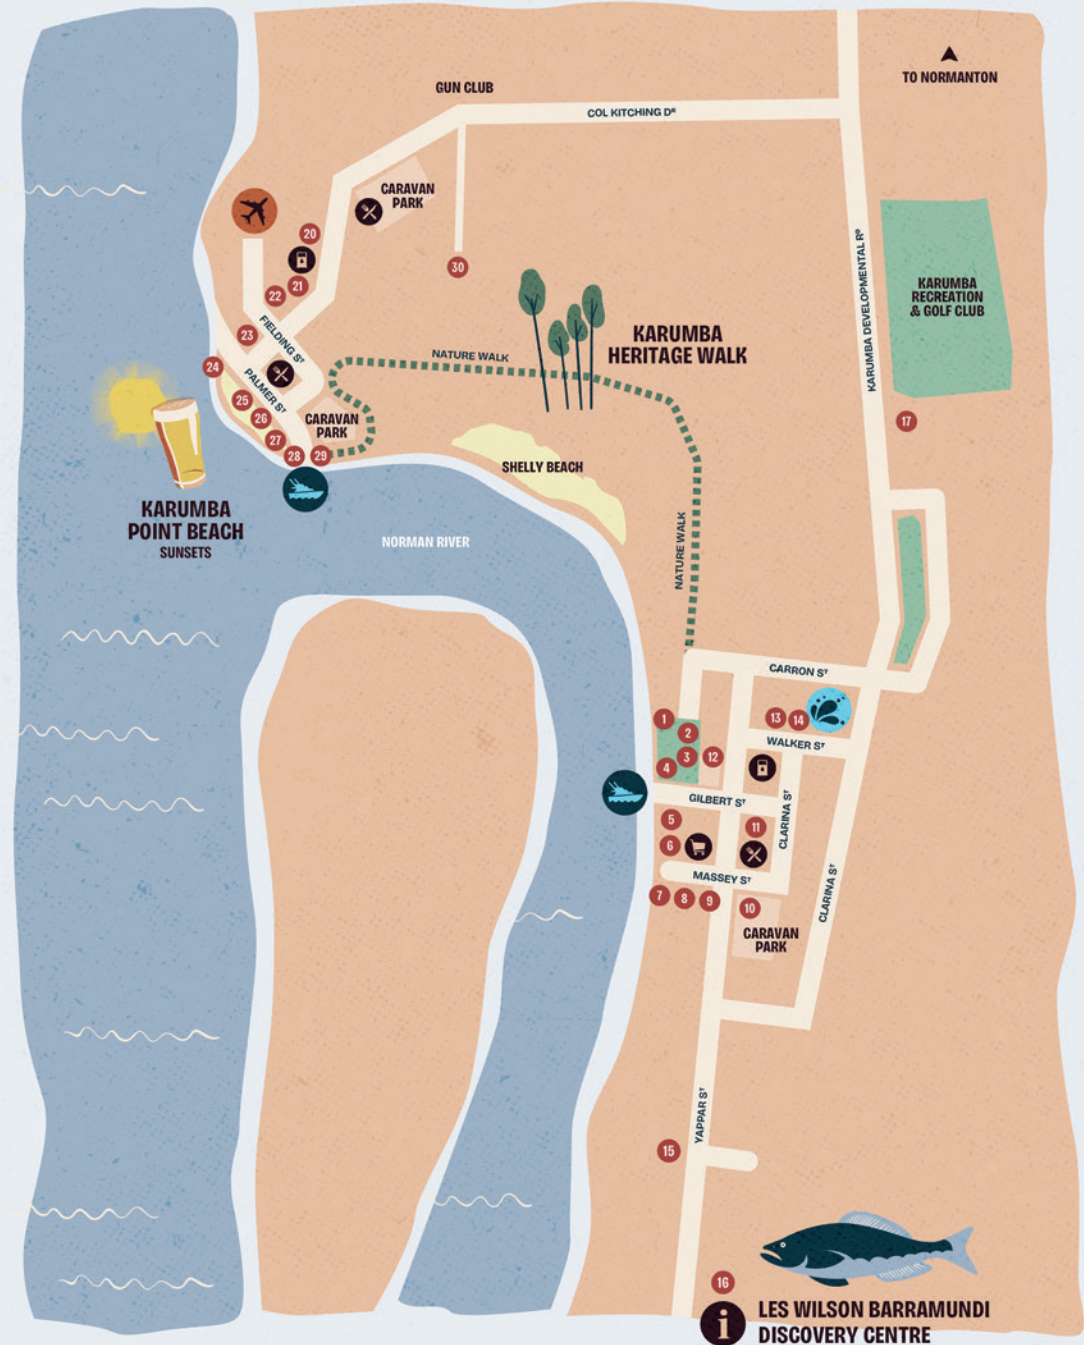 TO NORMANTON
GUN CLUB
COL KITCHING Dᴿ
CARAVAN
PARK
20
21
22
30
KARUMBA DEVELOPMENTAL Rᴰ
KARUMBA
RECREATION
& GOLF CLUB
23
FIELDING Sᵀ
KARUMBA
HERITAGE WALK
NATURE WALK
24
PALMER Sᵀ
25
26
27
28
29
CARAVAN
PARK
17
SHELLY BEACH
KARUMBA
POINT BEACH
SUNSETS
NORMAN RIVER
NATURE WALK
CARRON Sᵀ
1
2
3
4
12
13
14
WALKER Sᵀ
GILBERT Sᵀ
CLARINA Sᵀ
5
6
11
MASSEY Sᵀ
CLARINA Sᵀ
7
8
9
10
CARAVAN
PARK
YAPPAR Sᵀ
15
16
i
LES WILSON BARRAMUNDI
DISCOVERY CENTRE